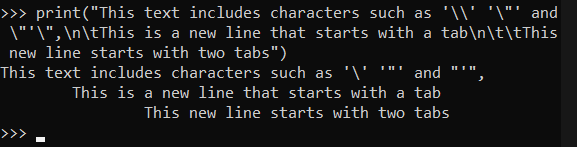 >>> print("This text includes characters such as '\\' '\"' and
\"'\",\n\tThis is a new line that starts with a tab\n\t\tThis
new line starts with two tabs")
This text includes characters such as '\' '"' and "'",
        This is a new line that starts with a tab
                This new line starts with two tabs
>>>